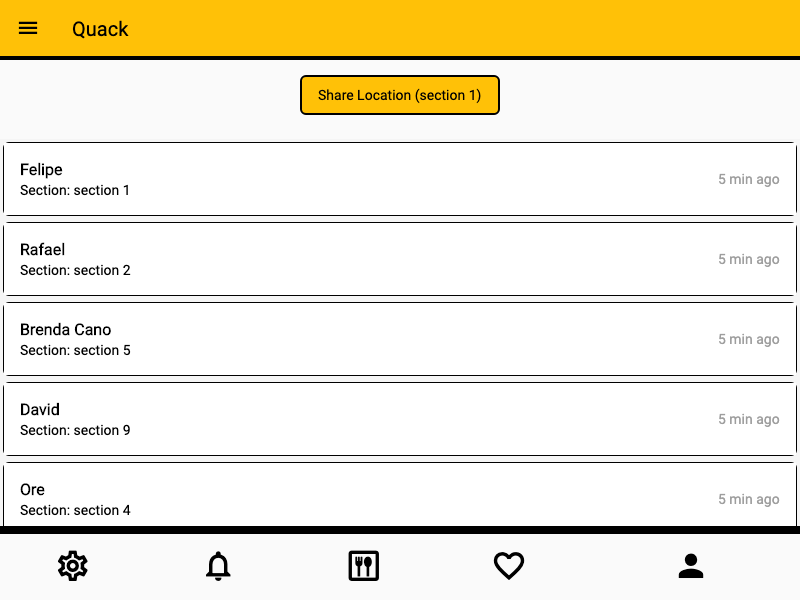 Quack
Share Location (section 1)
Felipe
Section: section 1
5 min ago
Rafael
Section: section 2
5 min ago
Brenda Cano
Section: section 5
5 min ago
David
Section: section 9
5 min ago
Ore
Section: section 4
5 min ago